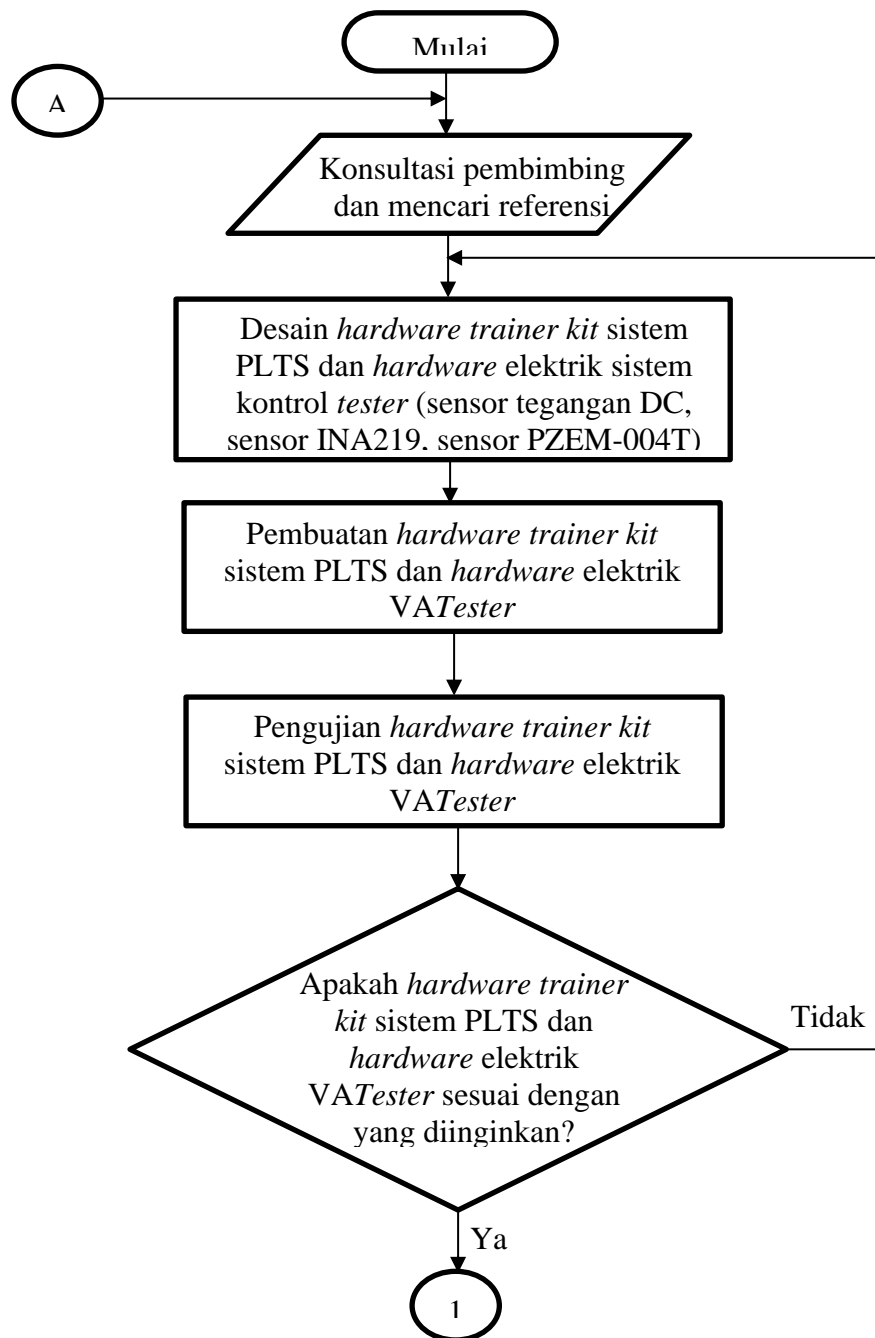 Mulai
A
Konsultasi pembimbing
dan mencari referensi
Desain hardware trainer kit sistem
PLTS dan hardware elektrik sistem
kontrol tester (sensor tegangan DC,
sensor INA219, sensor PZEM-004T)
Pembuatan hardware trainer kit
sistem PLTS dan hardware elektrik
VATester
Pengujian hardware trainer kit
sistem PLTS dan hardware elektrik
VATester
Apakah hardware trainer
kit sistem PLTS dan
hardware elektrik
VATester sesuai dengan
yang diinginkan?
Tidak
Ya
1